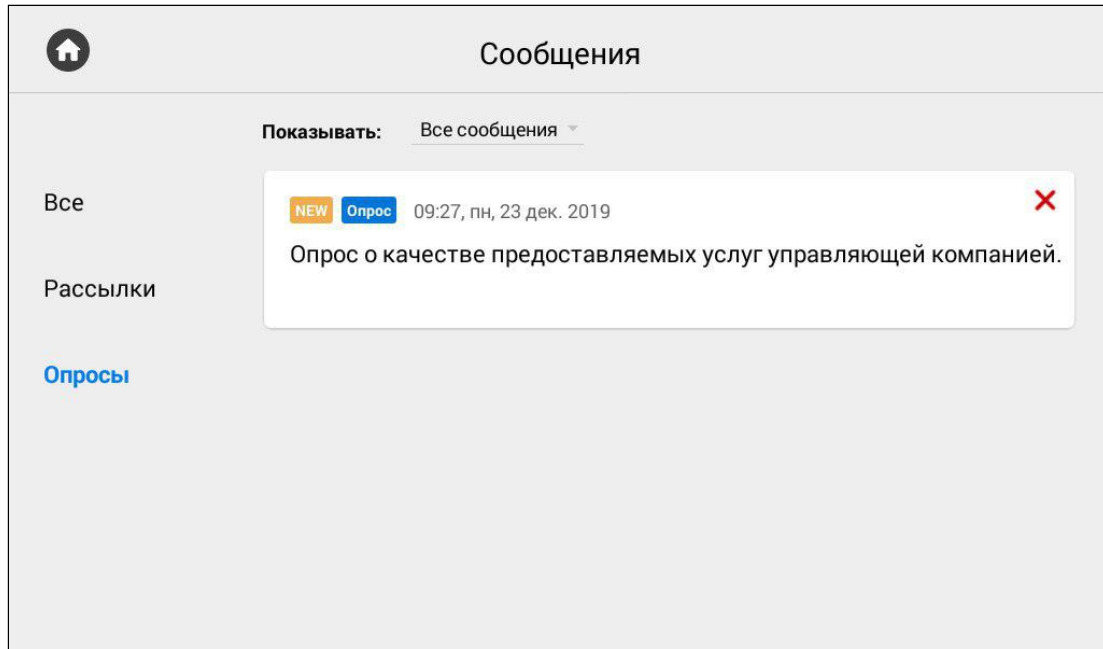 Сообщения
Показывать: Все сообщения
Все
Рассылки
Опросы
NEW Опрос 09:27, пн, 23 дек. 2019
Опрос о качестве предоставляемых услуг управляющей компанией.